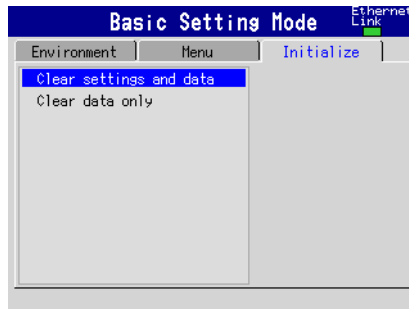 Basic Setting Mode
Ethernet
Link
Environment Menu Initialize
Clear settings and data
Clear data only